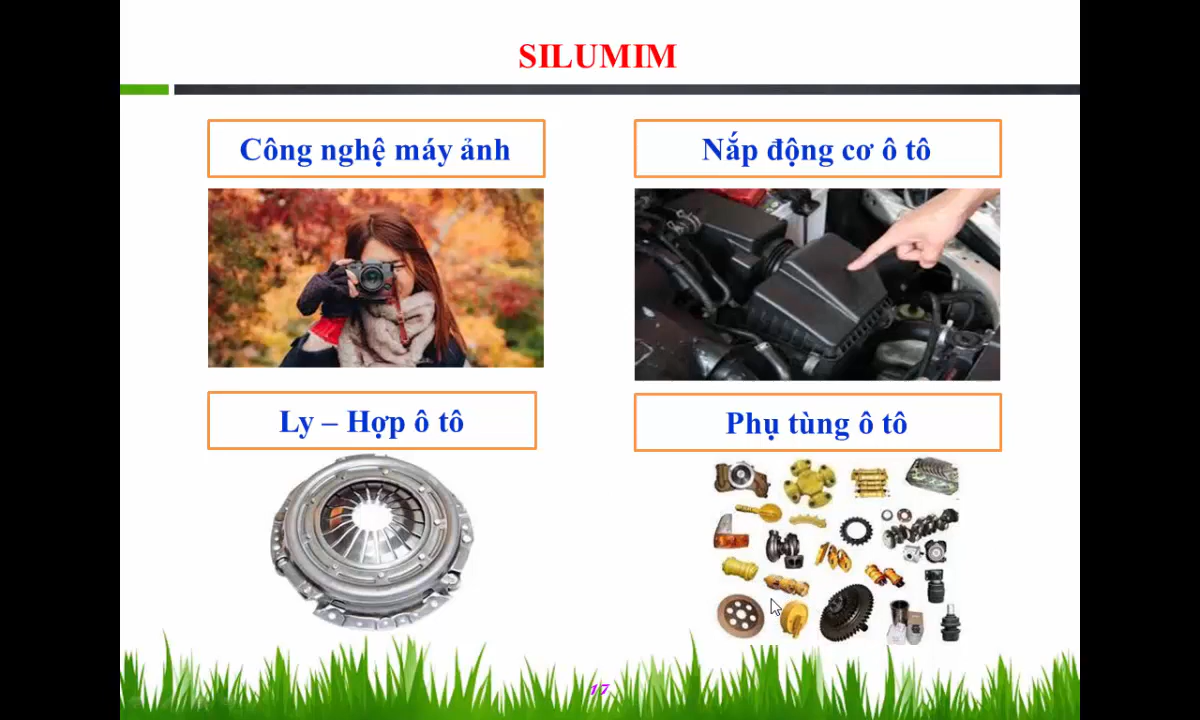 SILUMIM
Công nghệ máy ảnh
Nắp động cơ ô tô
Ly – Hợp ô tô
Phụ tùng ô tô
17